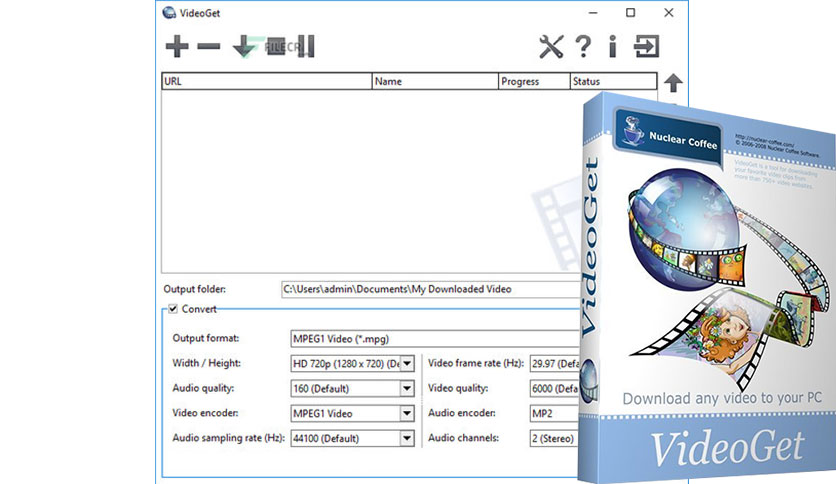 VideoGet
FILECR
URL Name Progress Status
Output folder: C:\Users\admin\Documents\My Downloaded Video
Convert
Output format: MPEG1 Video (*.mpg)
Width / Height: HD 720p (1280 x 720) (De Video frame rate (Hz): 29.97 (Defa
Audio quality: 160 (Default) Video quality: 6000 (Defa
Video encoder: MPEG1 Video Audio encoder: MP2
Audio sampling rate (Hz): 44100 (Default) Audio channels: 2 (Stereo)
VideoGet
Nuclear Coffee
http://nuclear-coffee.com/
© 2006-2008 Nuclear Coffee Software.
VideoGet is a tool for downloading
your favorite video clips from
more than 750+ video websites.
Download any video to your PC
VideoGet